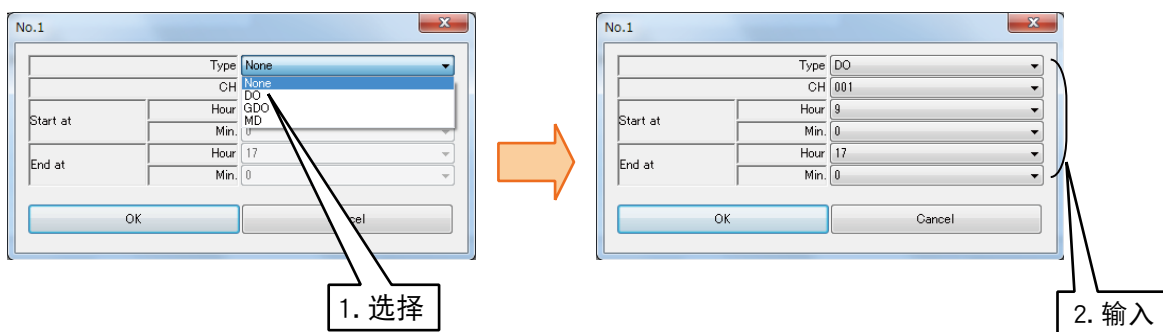 No.1
Type None
CH None
DO
GDO
MD
Start at
Hour
Min. 0
End at
Hour 17
Min. 0
OK
1. 选择
No.1
Type DO
CH 001
Start at
Hour 9
Min. 0
End at
Hour 17
Min. 0
OK Cancel
2. 输入